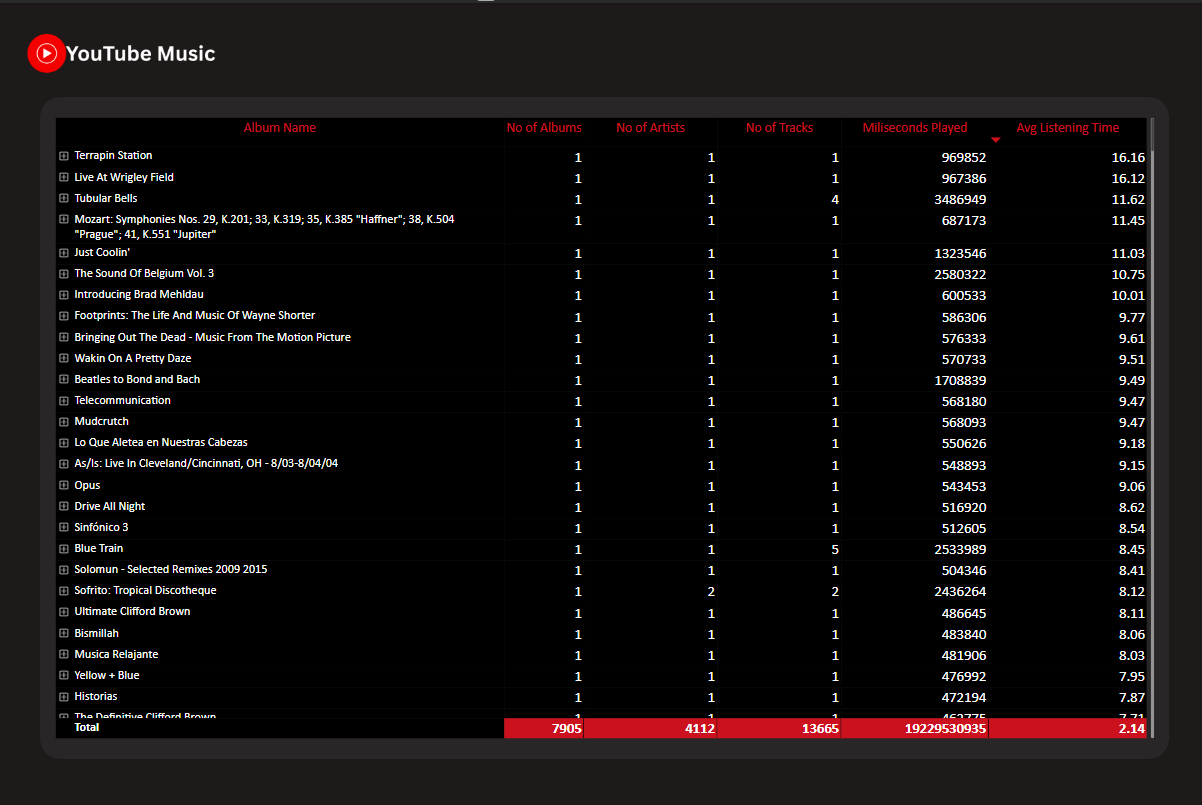 YouTube Music
Album Name No of Albums No of Artists No of Tracks Miliseconds Played Avg Listening Time
Terrapin Station 1 1 1 969852 16.16
Live At Wrigley Field 1 1 1 967386 16.12
Tubular Bells 1 1 4 3486949 11.62
Mozart: Symphonies Nos. 29, K.201; 33, K.319; 35, K.385 "Haffner"; 38, K.504 1 1 1 687173 11.45
"Prague"; 41, K.551 "Jupiter"
Just Coolin' 1 1 1 1323546 11.03
The Sound Of Belgium Vol. 3 1 1 1 2580322 10.75
Introducing Brad Mehldau 1 1 1 600533 10.01
Footprints: The Life And Music Of Wayne Shorter 1 1 1 586306 9.77
Bringing Out The Dead - Music From The Motion Picture 1 1 1 576333 9.61
Wakin On A Pretty Daze 1 1 1 570733 9.51
Beatles to Bond and Bach 1 1 1 1708839 9.49
Telecommunication 1 1 1 568180 9.47
Mudcrutch 1 1 1 568093 9.47
Lo Que Aletea en Nuestras Cabezas 1 1 1 550626 9.18
As/Is: Live In Cleveland/Cincinnati, OH - 8/03-8/04/04 1 1 1 548893 9.15
Opus 1 1 1 543453 9.06
Drive All Night 1 1 1 516920 8.62
Sinfónico 3 1 1 1 512605 8.54
Blue Train 1 1 5 2533989 8.45
Solomun - Selected Remixes 2009 2015 1 1 1 504346 8.41
Sofrito: Tropical Discotheque 1 2 2 2436264 8.12
Ultimate Clifford Brown 1 1 1 486645 8.11
Bismillah 1 1 1 483840 8.06
Musica Relajante 1 1 1 481906 8.03
Yellow + Blue 1 1 1 476992 7.95
Historias 1 1 1 472194 7.87
The Definitive Clifford Brown 1 1 1 462775 7.71
Total 7905 4112 13665 19229530935 2.14